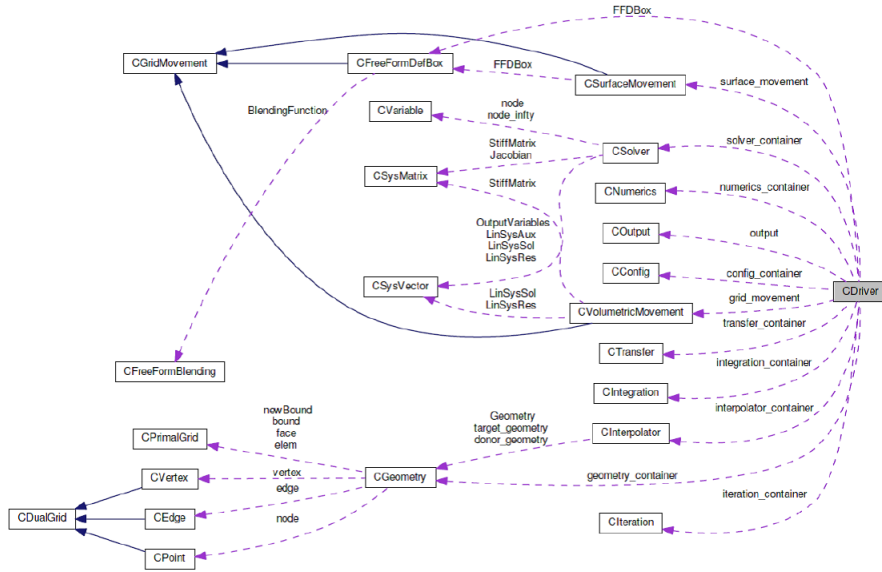 FFDBox
CGridMovement
CFreeFormDefBox
FFDBox
CSurfaceMovement
surface_movement
BlendingFunction
CVariable
node
node_infty
CSolver
solver_container
StiffMatrix
Jacobian
CSysMatrix
StiffMatrix
CNumerics
numerics_container
OutputVariables
LinSysAux
LinSysSol
LinSysRes
COutput
output
CConfig
config_container
CDriver
CSysVector
LinSysSol
LinSysRes
CVolumetricMovement
grid_movement
transfer_container
CTransfer
CFreeFormBlending
integration_container
CIntegration
newBound
bound
face
elem
CPrimalGrid
Geometry
target_geometry
donor_geometry
CInterpolator
interpolator_container
CVertex
vertex
CGeometry
geometry_container
edge
CDualGrid
CEdge
node
CIteration
iteration_container
CPoint